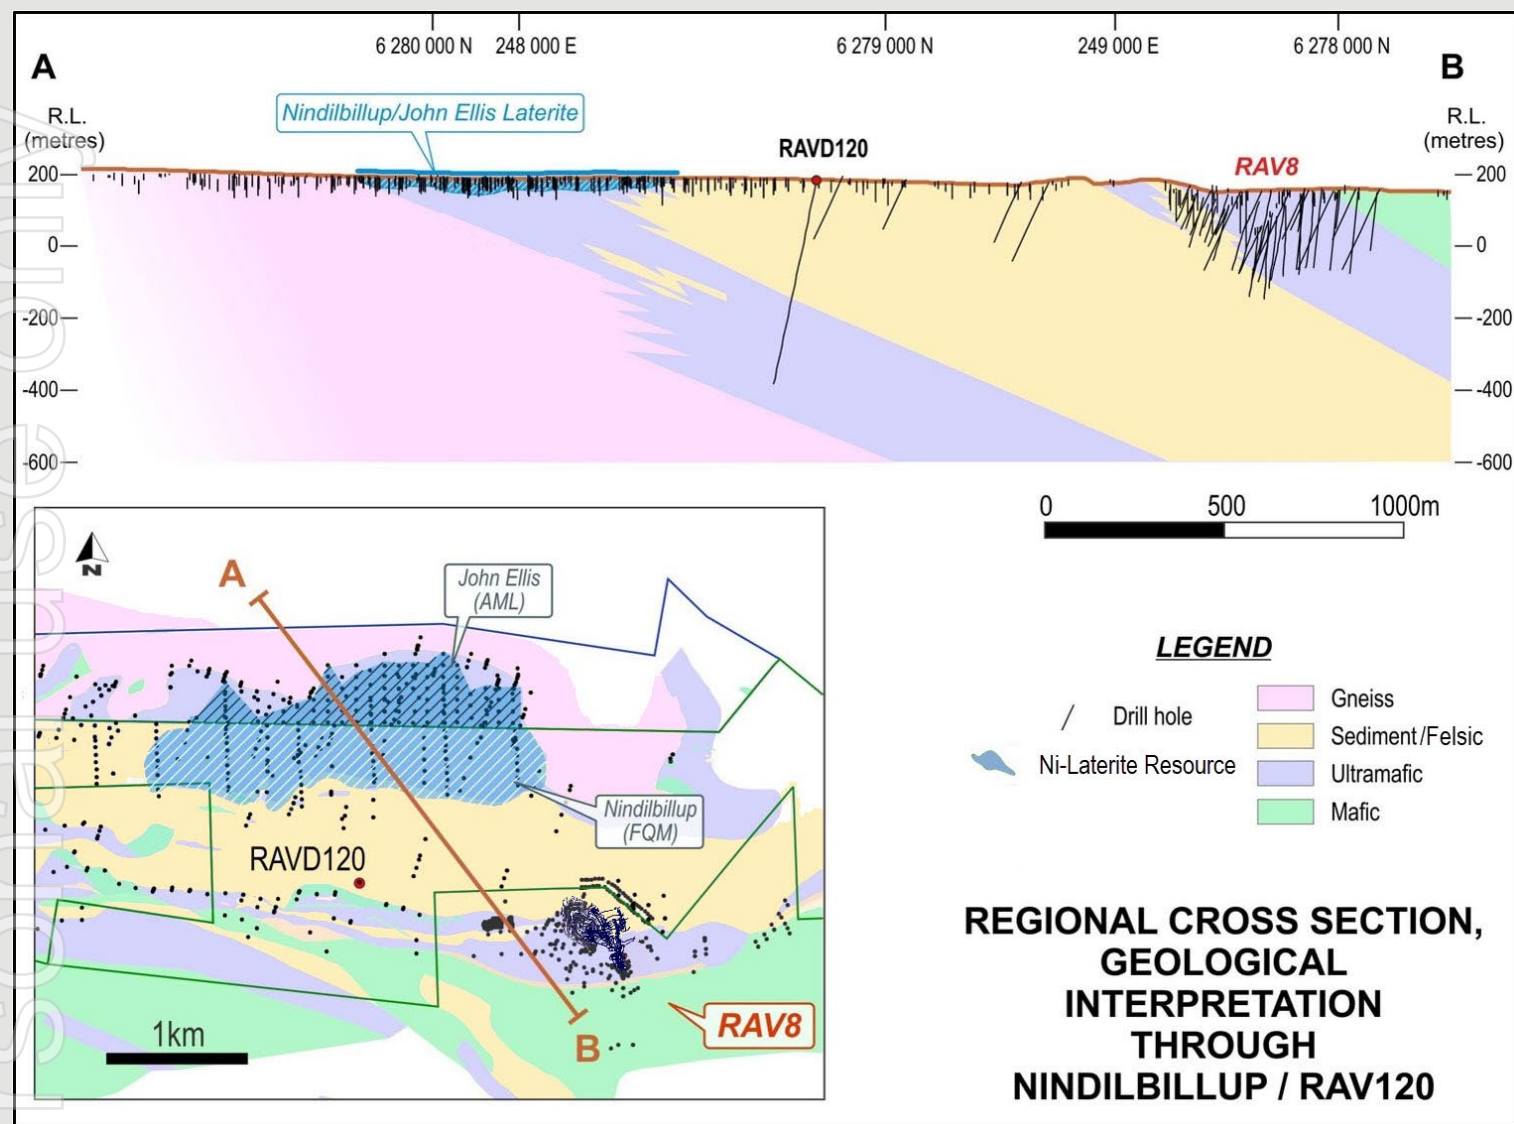 6 280 000 N 248 000 E 6 279 000 N 249 000 E 6 278 000 N
A B
R.L. (metres)
R.L. (metres)
Nindilbillup/John Ellis Laterite
RAVD120
RAV8
200 200
0 0
-200 -200
-400 -400
-600 -600
0 500 1000m
N
A
John Ellis
(AML)
Nindilbillup
(FQM)
RAVD120
RAV8
1km
B
LEGEND
Drill hole
Ni-Laterite Resource
Gneiss
Sediment/Felsic
Ultramafic
Mafic
REGIONAL CROSS SECTION,
GEOLOGICAL
INTERPRETATION
THROUGH
NINDILBILLUP / RAV120
rsonal use only